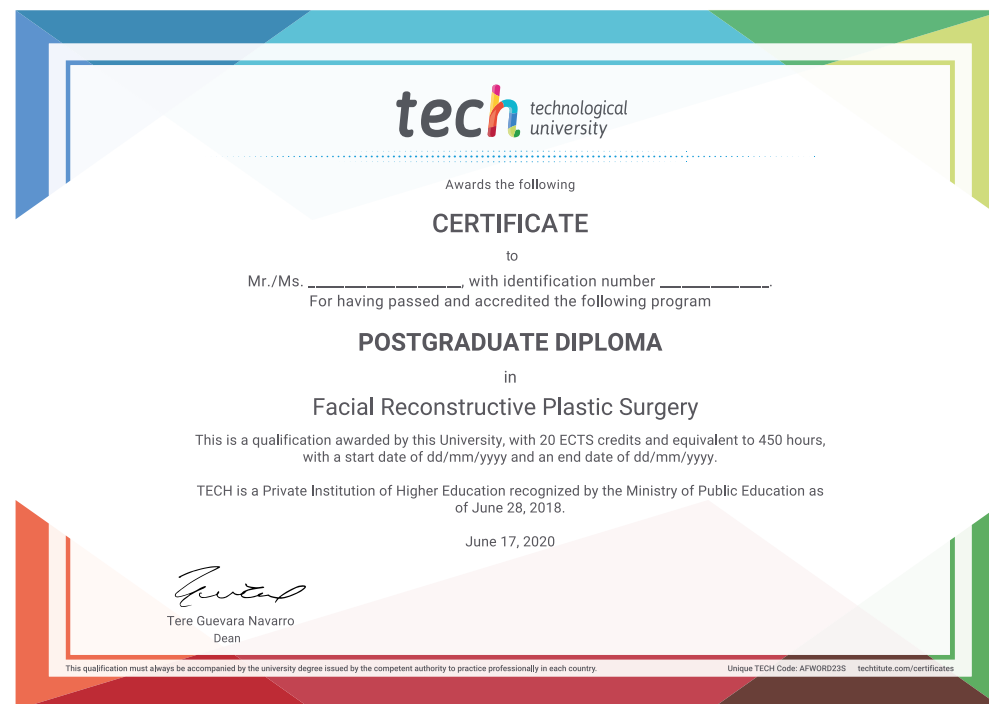 tech technological
university
Awards the following
CERTIFICATE
to
Mr./Ms. ____________________, with identification number ______________.
For having passed and accredited the following program
POSTGRADUATE DIPLOMA
in
Facial Reconstructive Plastic Surgery
This is a qualification awarded by this University, with 20 ECTS credits and equivalent to 450 hours,
with a start date of dd/mm/yyyy and an end date of dd/mm/yyyy.
TECH is a Private Institution of Higher Education recognized by the Ministry of Public Education as
of June 28, 2018.
June 17, 2020
Tere Guevara Navarro
Dean
This qualification must always be accompanied by the university degree issued by the competent authority to practice professionally in each country.
Unique TECH Code: AFWORD23S techtitute.com/certificates